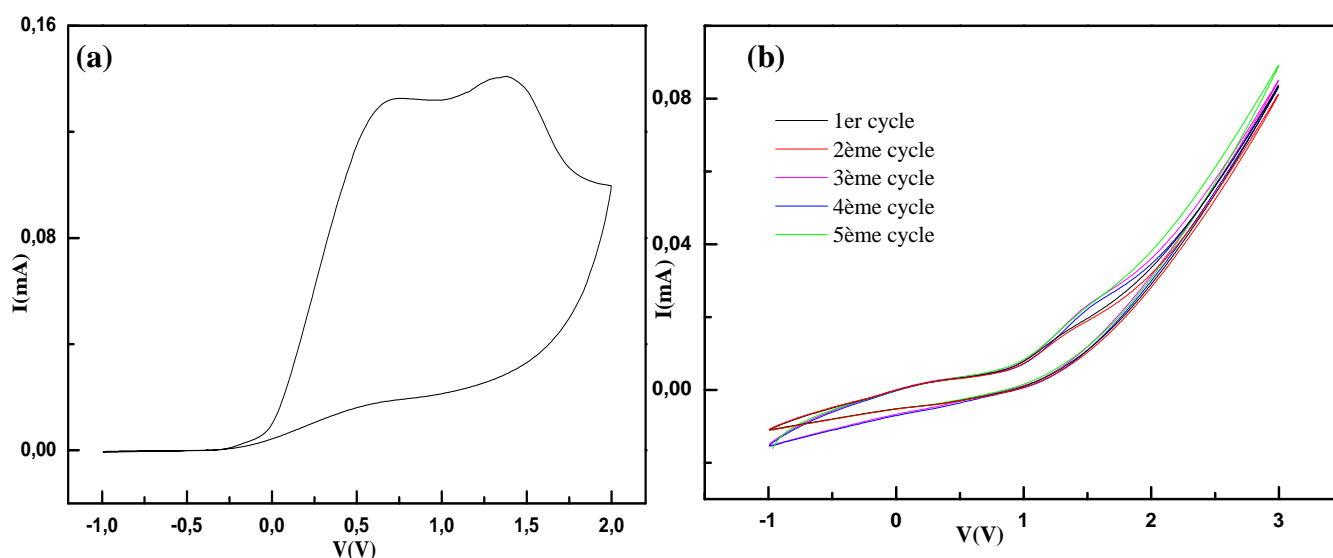 (a)
0,16
0,08
0,00
I(mA)
-1,0 -0,5 0,0 0,5 1,0 1,5 2,0
V(V)
(b)
1er cycle
2ème cycle
3ème cycle
4ème cycle
5ème cycle
0,08
0,04
0,00
I(mA)
-1 0 1 2 3
V(V)